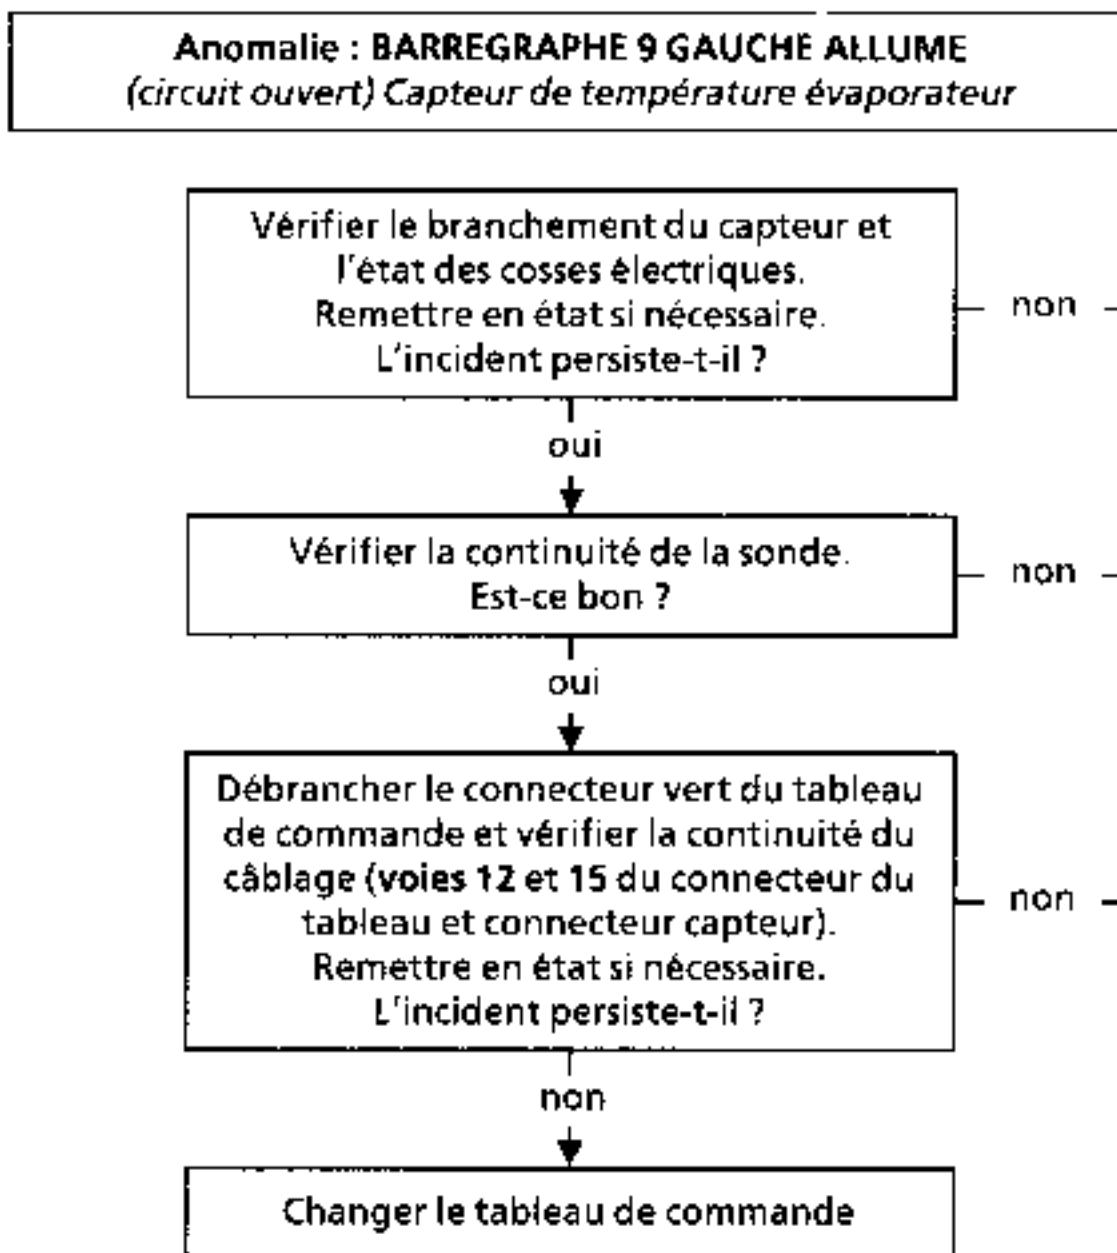 Anomalie : BARREGRAPHE 9 GAUCHE ALLUME
(circuit ouvert) Capteur de température évaporateur
Vérifier le branchement du capteur et
l'état des cosses électriques.
Remettre en état si nécessaire.
L'incident persiste-t-il ?
non
oui
Vérifier la continuité de la sonde.
Est-ce bon ?
non
oui
Débrancher le connecteur vert du tableau
de commande et vérifier la continuité du
câblage (voies 12 et 15 du connecteur du
tableau et connecteur capteur).
Remettre en état si nécessaire.
L'incident persiste-t-il ?
non
non
Changer le tableau de commande